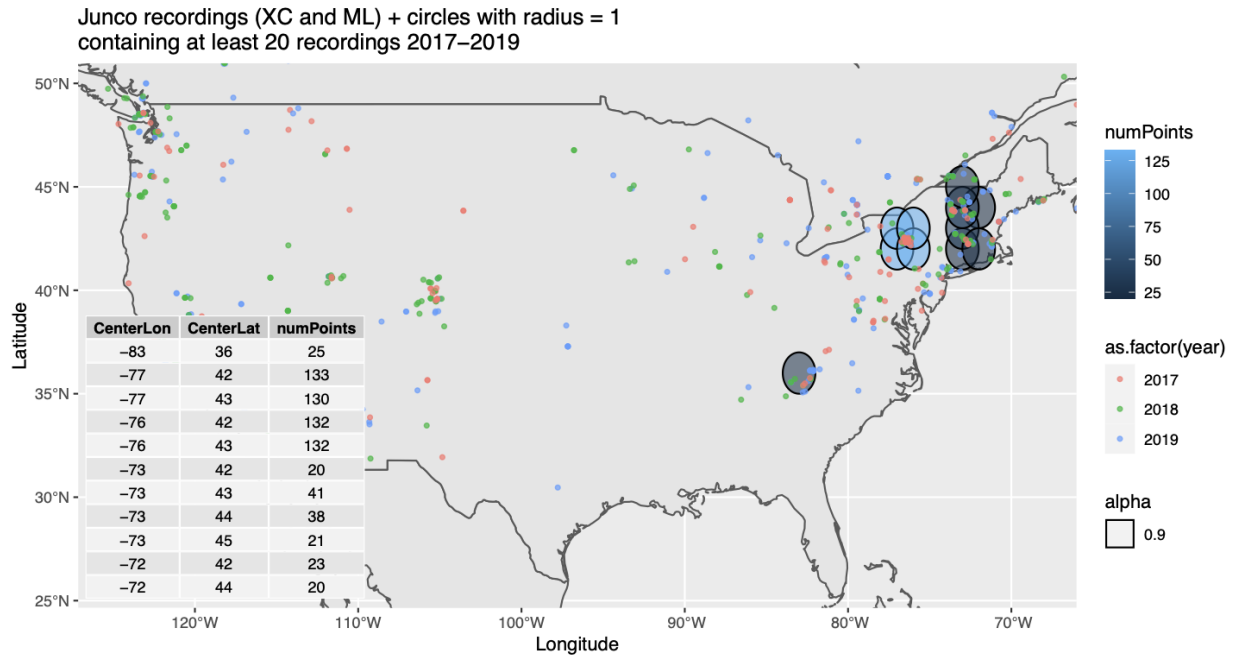 Junco recordings (XC and ML) + circles with radius = 1
containing at least 20 recordings 2017−2019
50°N
45°N
40°N
35°N
30°N
25°N
Latitude
120°W 110°W 100°W 90°W 80°W 70°W
Longitude
CenterLon CenterLat numPoints
−83 36 25
−77 42 133
−77 43 130
−76 42 132
−76 43 132
−73 42 20
−73 43 41
−73 44 38
−73 45 21
−72 42 23
−72 44 20
numPoints
125
100
75
50
25
as.factor(year)
2017
2018
2019
alpha
0.9